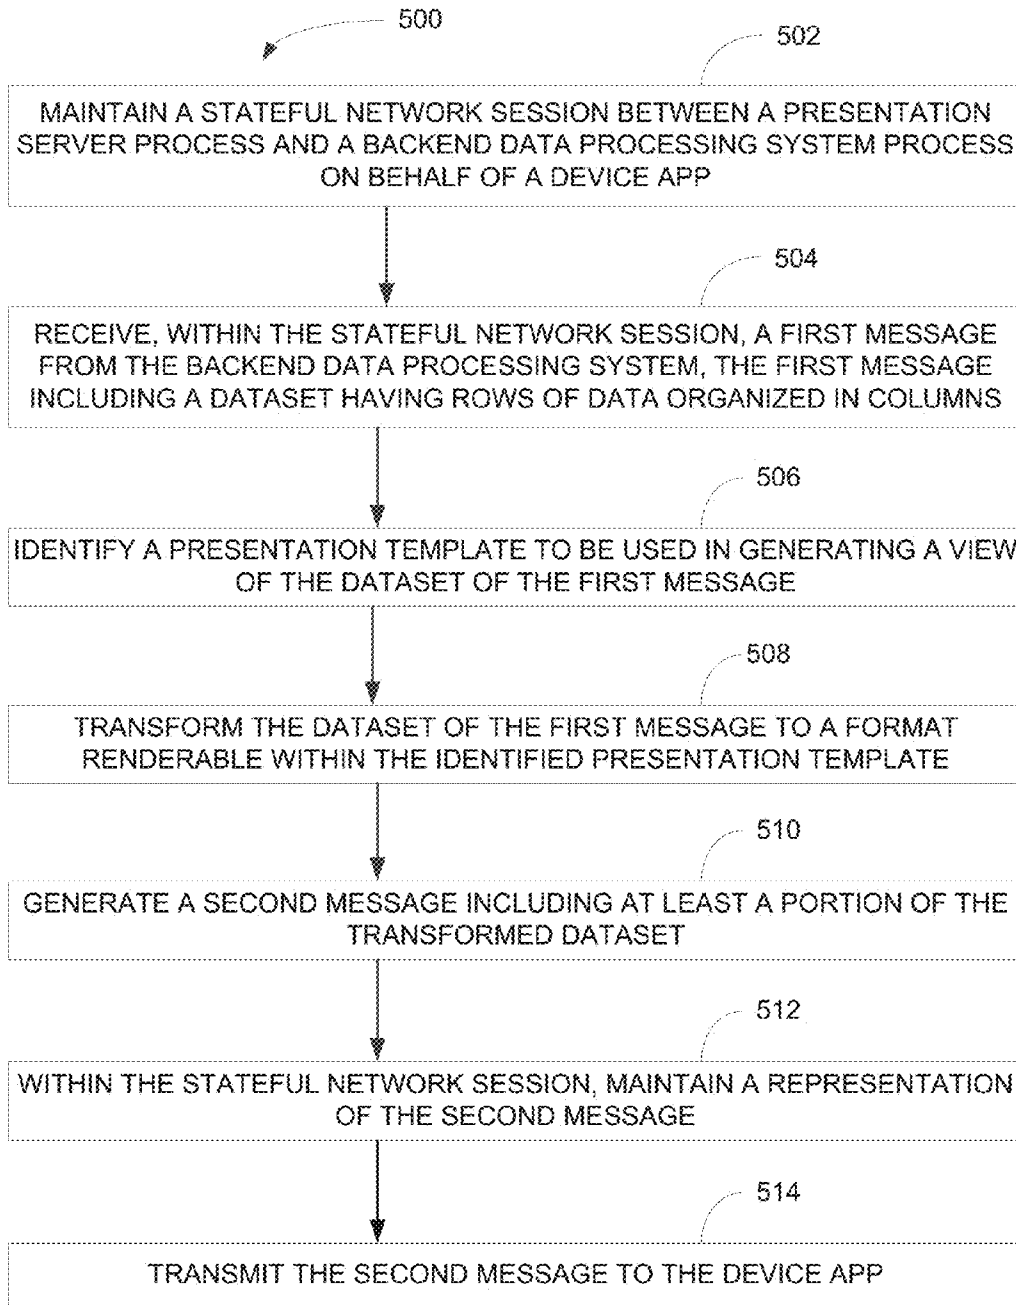 500
502
MAINTAIN A STATEFUL NETWORK SESSION BETWEEN A PRESENTATION
SERVER PROCESS AND A BACKEND DATA PROCESSING SYSTEM PROCESS
ON BEHALF OF A DEVICE APP
504
RECEIVE, WITHIN THE STATEFUL NETWORK SESSION, A FIRST MESSAGE
FROM THE BACKEND DATA PROCESSING SYSTEM, THE FIRST MESSAGE
INCLUDING A DATASET HAVING ROWS OF DATA ORGANIZED IN COLUMNS
506
IDENTIFY A PRESENTATION TEMPLATE TO BE USED IN GENERATING A VIEW
OF THE DATASET OF THE FIRST MESSAGE
508
TRANSFORM THE DATASET OF THE FIRST MESSAGE TO A FORMAT
RENDERABLE WITHIN THE IDENTIFIED PRESENTATION TEMPLATE
510
GENERATE A SECOND MESSAGE INCLUDING AT LEAST A PORTION OF THE
TRANSFORMED DATASET
512
WITHIN THE STATEFUL NETWORK SESSION, MAINTAIN A REPRESENTATION
OF THE SECOND MESSAGE
514
TRANSMIT THE SECOND MESSAGE TO THE DEVICE APP